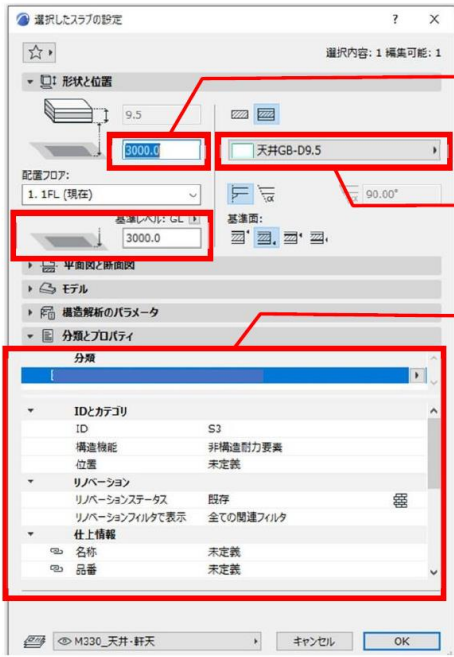 選択したスラブの設定 ? ×
選択内容: 1 編集可能: 1
形状と位置
9.5
3000.0
天井GB-D9.5
配置フロア:
1. 1FL (現在)
90.00°
基準レベル: GL
基準面:
3000.0
平面図と断面図
モデル
構造解析のパラメータ
分類とプロパティ
分類
IDとカテゴリ
ID S3
構造機能 非構造耐力要素
位置 未定義
リノベーション
リノベーションステータス 既存
リノベーションフィルタで表示 全ての関連フィルタ
仕上情報
名称 未定義
品番 未定義
M330_天井・軒天
キャンセル OK